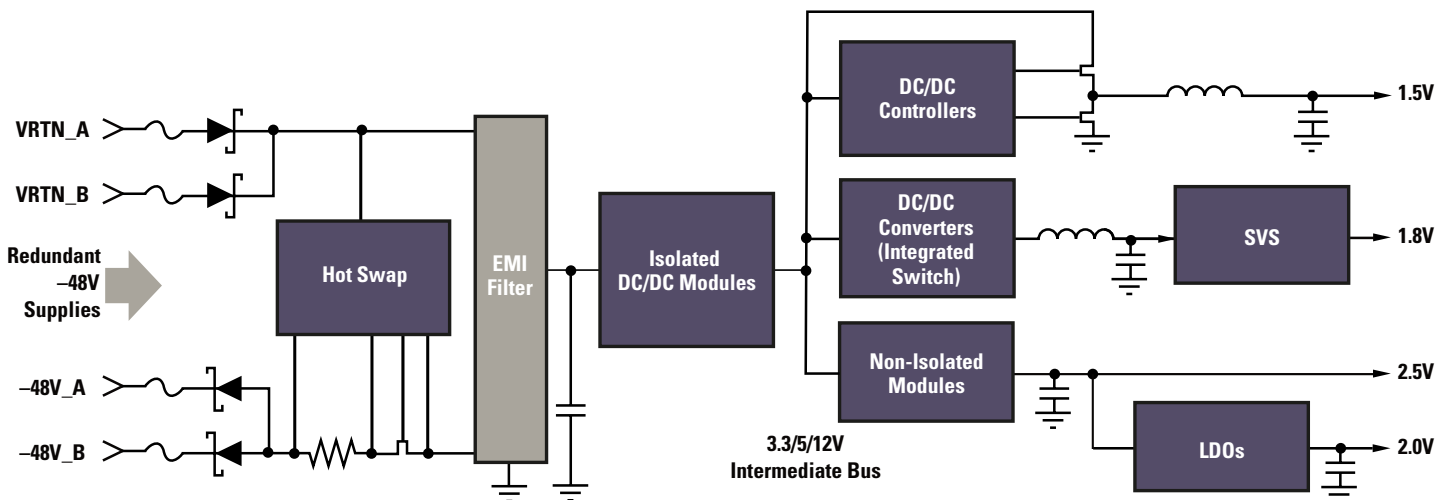 VRTN_A
VRTN_B
Redundant
–48V
Supplies
–48V_A
–48V_B
Hot Swap
EMI
Filter
Isolated
DC/DC Modules
3.3/5/12V
Intermediate Bus
DC/DC
Controllers
1.5V
DC/DC
Converters
(Integrated
Switch)
SVS
1.8V
Non-Isolated
Modules
2.5V
LDOs
2.0V